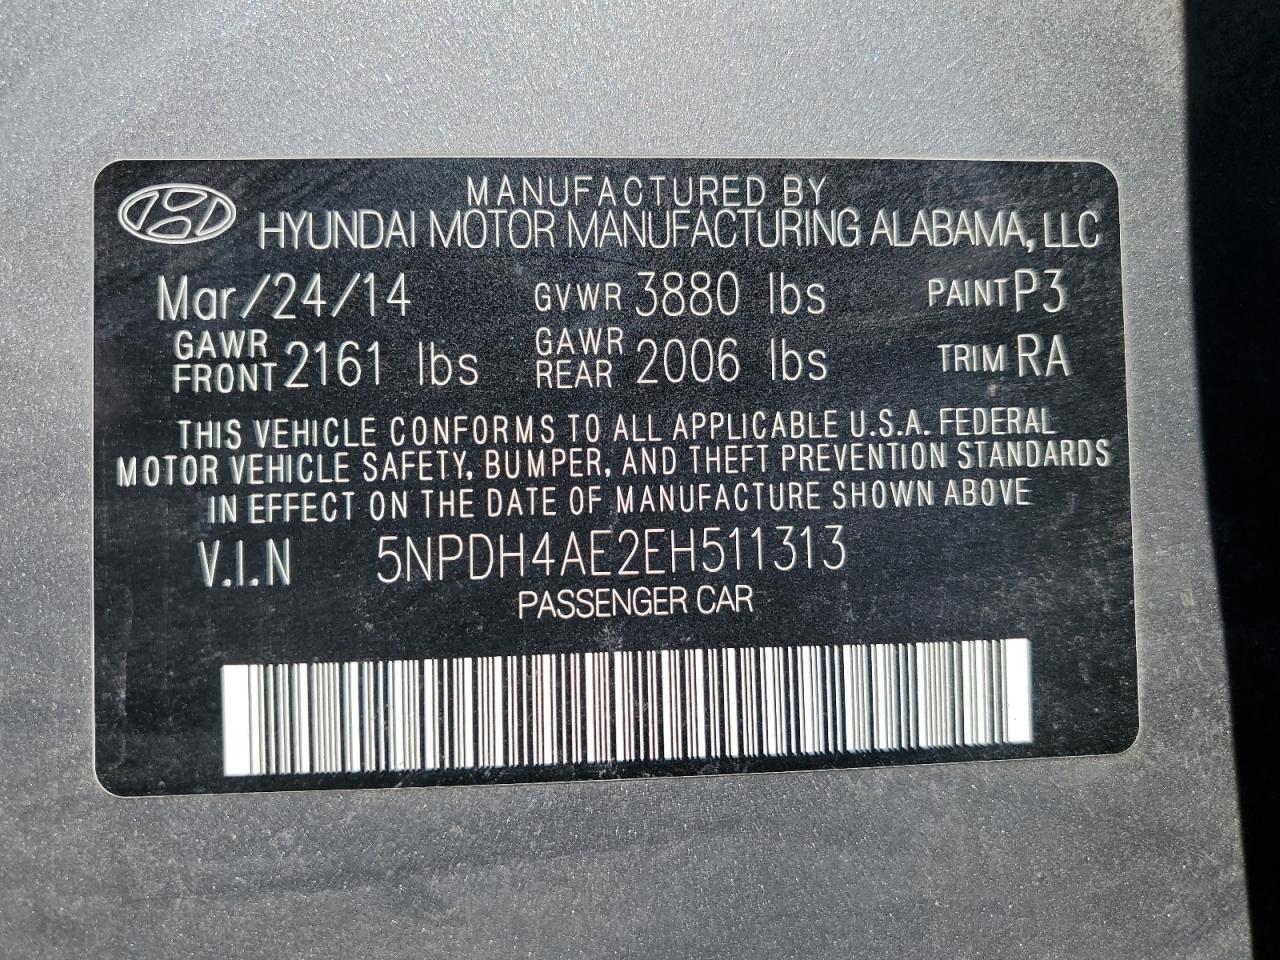 MANUFACTURED BY
HYUNDAI MOTOR MANUFACTURING ALABAMA, LLC
Mar/24/14 GVWR 3880 lbs PAINT P3
GAWR FRONT 2161 lbs GAWR REAR 2006 lbs TRIM RA
THIS VEHICLE CONFORMS TO ALL APPLICABLE U.S.A. FEDERAL
MOTOR VEHICLE SAFETY, BUMPER, AND THEFT PREVENTION STANDARDS
IN EFFECT ON THE DATE OF MANUFACTURE SHOWN ABOVE
V.I.N 5NPDH4AE2EH511313
PASSENGER CAR